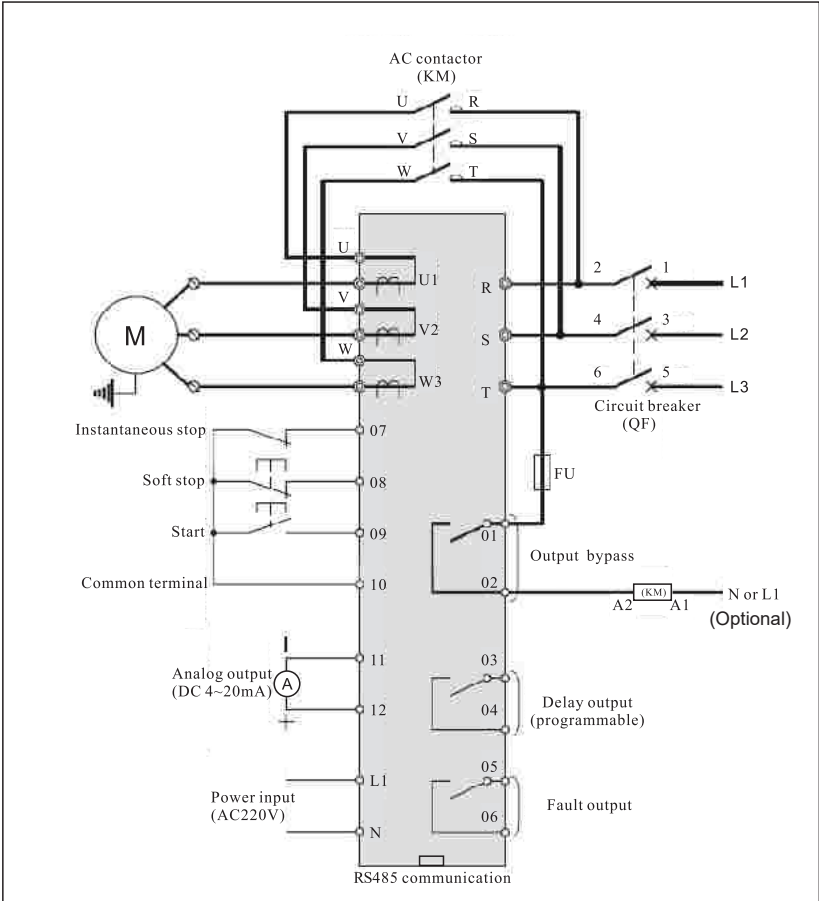 AC contactor
(KM)
U R
V S
W T
U
U1
V
V2
W
W3
R
S
T
2 1
L1
4 3
L2
6 5
L3
M
Circuit breaker
(QF)
FU
Instantaneous stop
07
Soft stop
08
Start
09
Common terminal
10
01
02
Output bypass
A2 (KM) A1
N or L1
(Optional)
Analog output
(DC 4~20mA)
A
11
12
03
04
Delay output
(programmable)
Power input
(AC220V)
L1
N
05
06
Fault output
RS485 communication